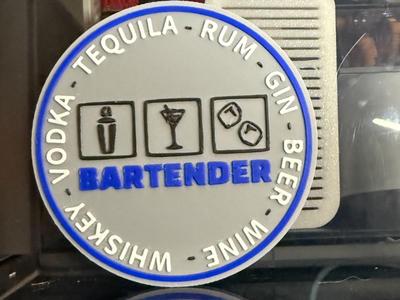 WHISKEY - VODKA - TEQUILA - RUM - GIN - BEER - WINE -
BARTENDER